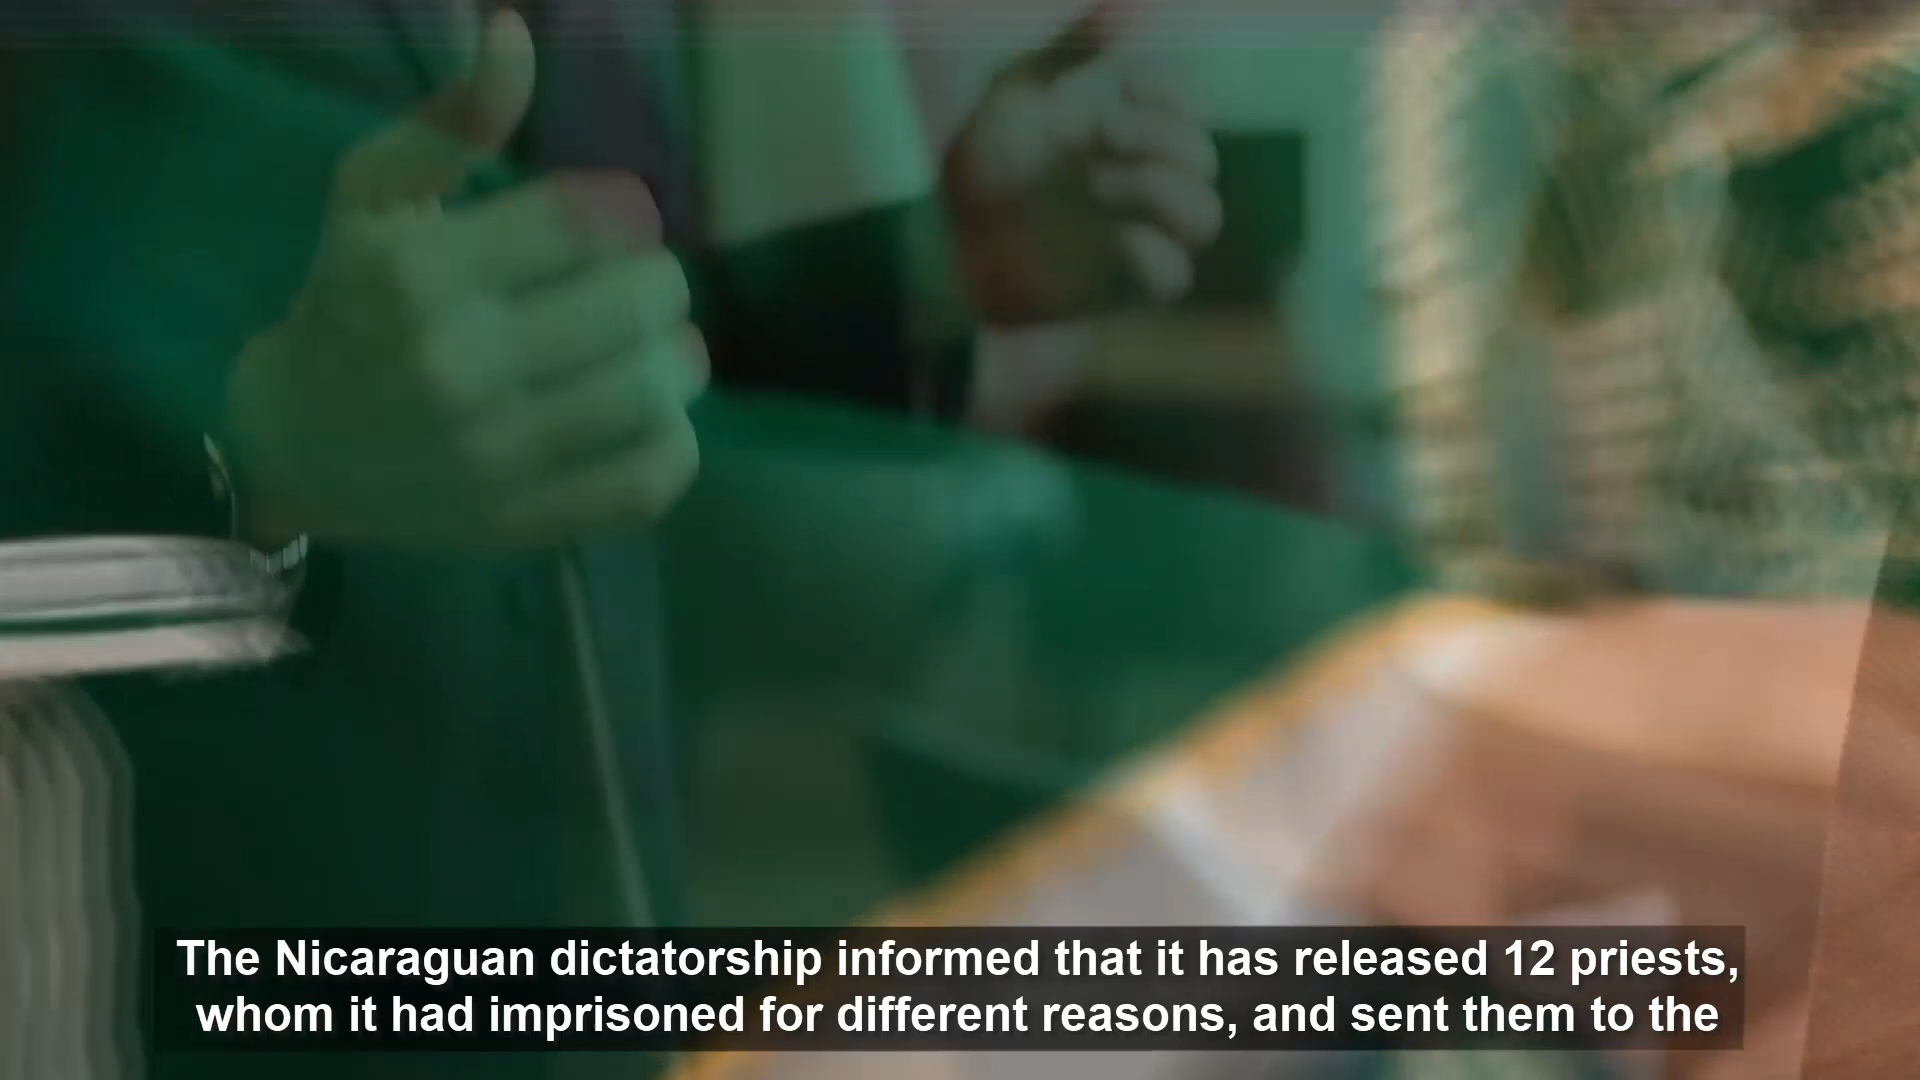 The Nicaraguan dictatorship informed that it has released 12 priests,
whom it had imprisoned for different reasons, and sent them to the